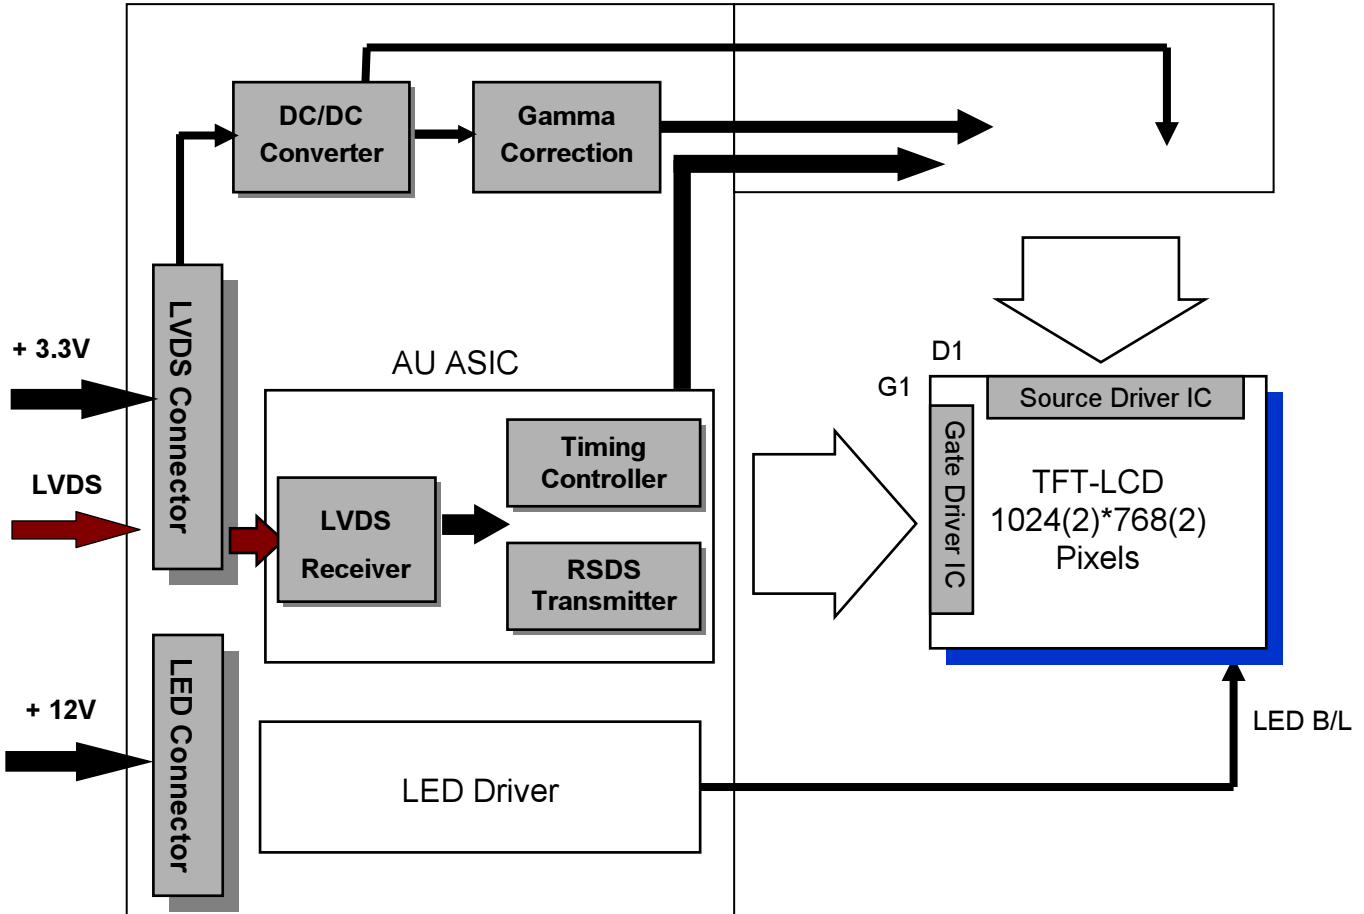 DC/DC
Converter
Gamma
Correction
+ 3.3V
LVDS
+ 12V
LVDS Connector
LED Connector
AU ASIC
LVDS
Receiver
Timing
Controller
RSDS
Transmitter
LED Driver
D1
G1
Source Driver IC
Gate Driver IC
TFT-LCD
1024(2)*768(2)
Pixels
LED B/L